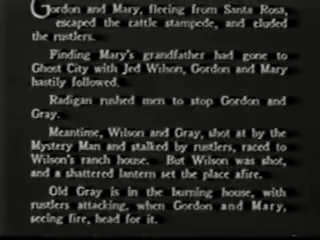 Gordon and Mary, fleeing from Santa Rosa,
escaped the cattle stampede, and eluded
the rustlers.
Finding Mary's grandfather had gone to
Ghost City with Jed Wilson, Gordon and Mary
hastily followed.
Radigan rushed men to stop Gordon and
Gray.
Meantime, Wilson and Gray, shot at by the
Mystery Man and stalked by rustlers, raced to
Wilson's ranch house. But Wilson was shot,
and a shattered lantern set the place afire.
Old Gray is in the burning house, with
rustlers attacking, when Gordon and Mary,
seeing fire, head for it.